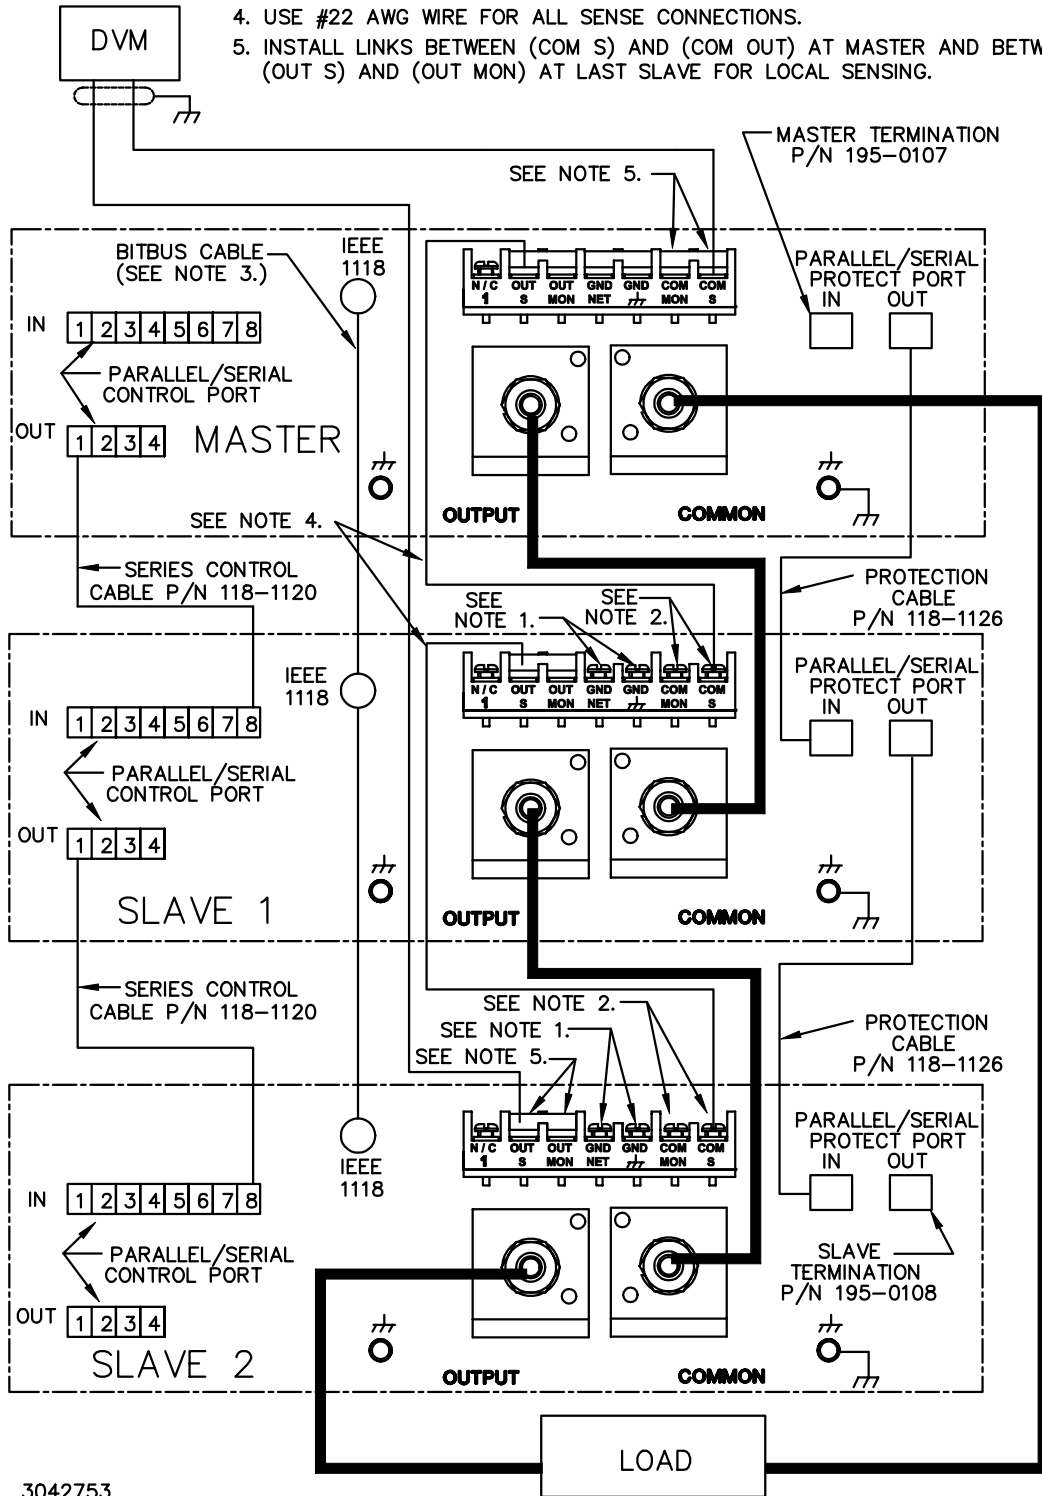 4. USE #22 AWG WIRE FOR ALL SENSE CONNECTIONS.
5. INSTALL LINKS BETWEEN (COM S) AND (COM OUT) AT MASTER AND BETW
(OUT S) AND (OUT MON) AT LAST SLAVE FOR LOCAL SENSING.
DVM
MASTER TERMINATION
P/N 195-0107
SEE NOTE 5.
BITBUS CABLE
(SEE NOTE 3.)
IEEE
1118
N / C
1
OUT
S
OUT
MON
GND
NET
GND
COM
MON
COM
S
PARALLEL/SERIAL
PROTECT PORT
IN OUT
IN 1 2 3 4 5 6 7 8
PARALLEL/SERIAL
CONTROL PORT
OUT 1 2 3 4
MASTER
OUTPUT COMMON
SEE NOTE 4.
SERIES CONTROL
CABLE P/N 118-1120
SEE
NOTE 1.
SEE
NOTE 2.
PROTECTION
CABLE
P/N 118-1126
IEEE
1118
N / C
1
OUT
S
OUT
MON
GND
NET
GND
COM
MON
COM
S
PARALLEL/SERIAL
PROTECT PORT
IN OUT
IN 1 2 3 4 5 6 7 8
PARALLEL/SERIAL
CONTROL PORT
OUT 1 2 3 4
SLAVE 1
OUTPUT COMMON
SERIES CONTROL
CABLE P/N 118-1120
SEE NOTE 2.
SEE NOTE 1.
SEE NOTE 5.
PROTECTION
CABLE
P/N 118-1126
N / C
1
OUT
S
OUT
MON
GND
NET
GND
COM
MON
COM
S
PARALLEL/SERIAL
PROTECT PORT
IN OUT
IEEE
1118
IN 1 2 3 4 5 6 7 8
PARALLEL/SERIAL
CONTROL PORT
OUT 1 2 3 4
SLAVE
TERMINATION
P/N 195-0108
SLAVE 2
OUTPUT COMMON
LOAD
3042753